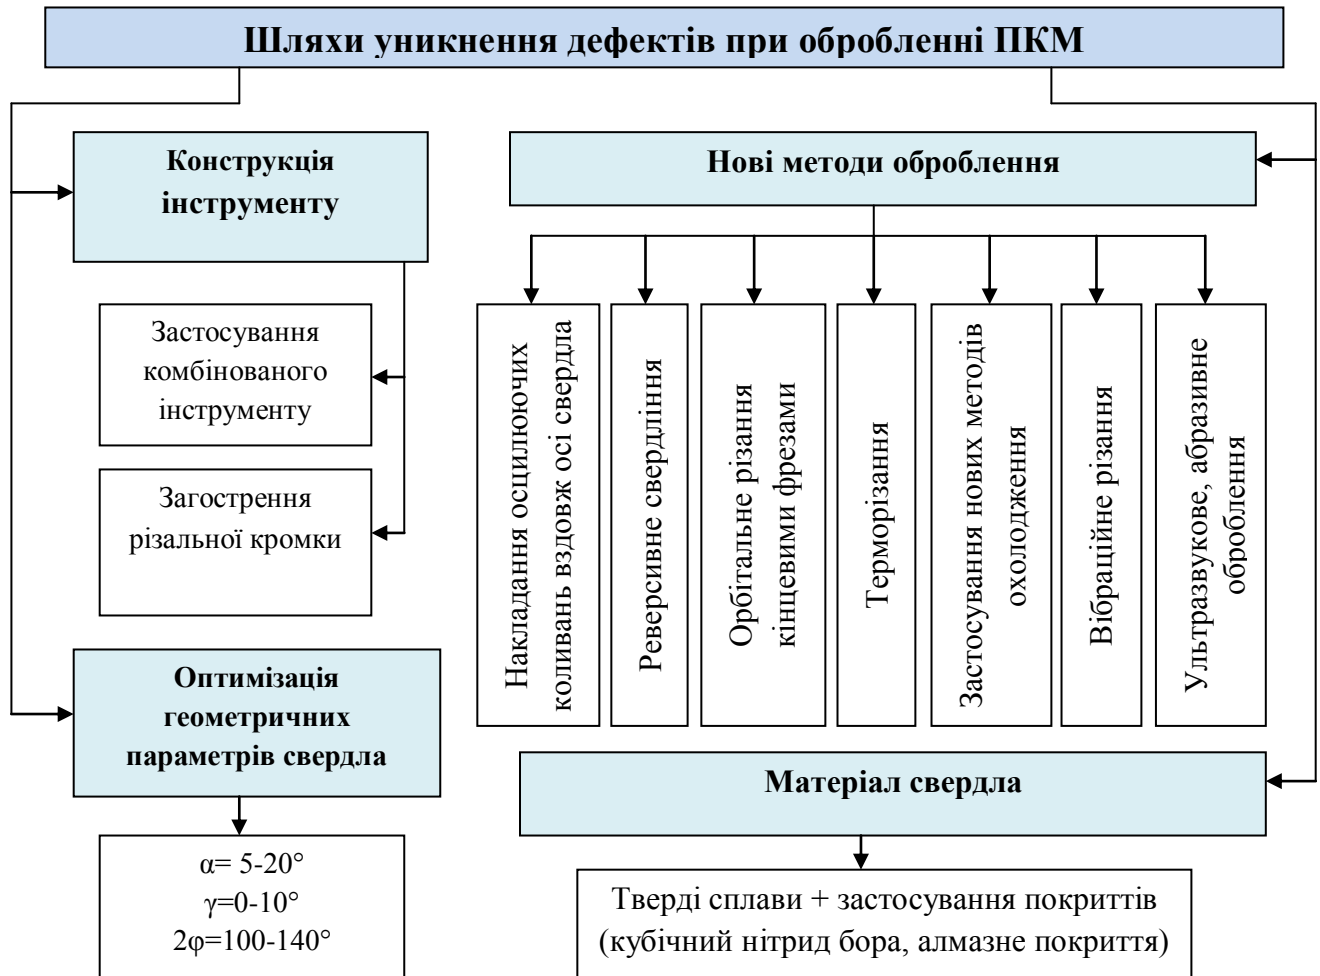 Шляхи уникнення дефектів при обробленні ПКМ
Конструкція
інструменту
Застосування
комбінованого
інструменту
Загострення
різальної кромки
Оптимізація
геометричних
параметрів свердла
α= 5-20°
γ=0-10°
2φ=100-140°
Нові методи оброблення
Накладання осцилюючих
коливань вздовж осі свердла
Реверсивне свердління
Орбітальне різання
кінцевими фрезами
Терморізання
Застосування нових методів
охолодження
Вібраційне різання
Ультразвукове, абразивне
оброблення
Матеріал свердла
Тверді сплави + застосування покриттів
(кубічний нітрид бора, алмазне покриття)